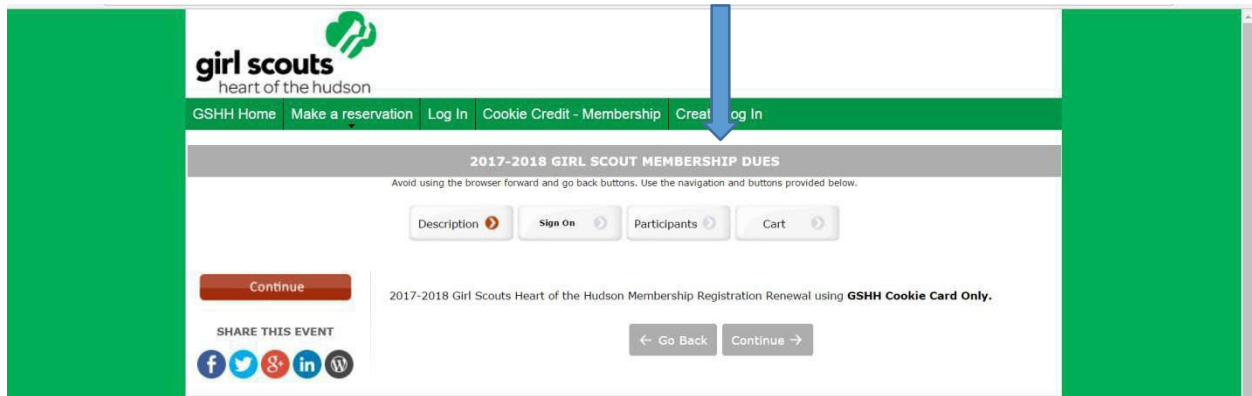 girl scouts
heart of the hudson
GSHH Home Make a reservation Log In Cookie Credit - Membership Creat og In
2017-2018 GIRL SCOUT MEMBERSHIP DUES
Avoid using the browser forward and go back buttons. Use the navigation and buttons provided below.
Description Sign On Participants Cart
Continue
2017-2018 Girl Scouts Heart of the Hudson Membership Registration Renewal using GSHH Cookie Card Only.
← Go Back Continue →
SHARE THIS EVENT
f 8+ in W